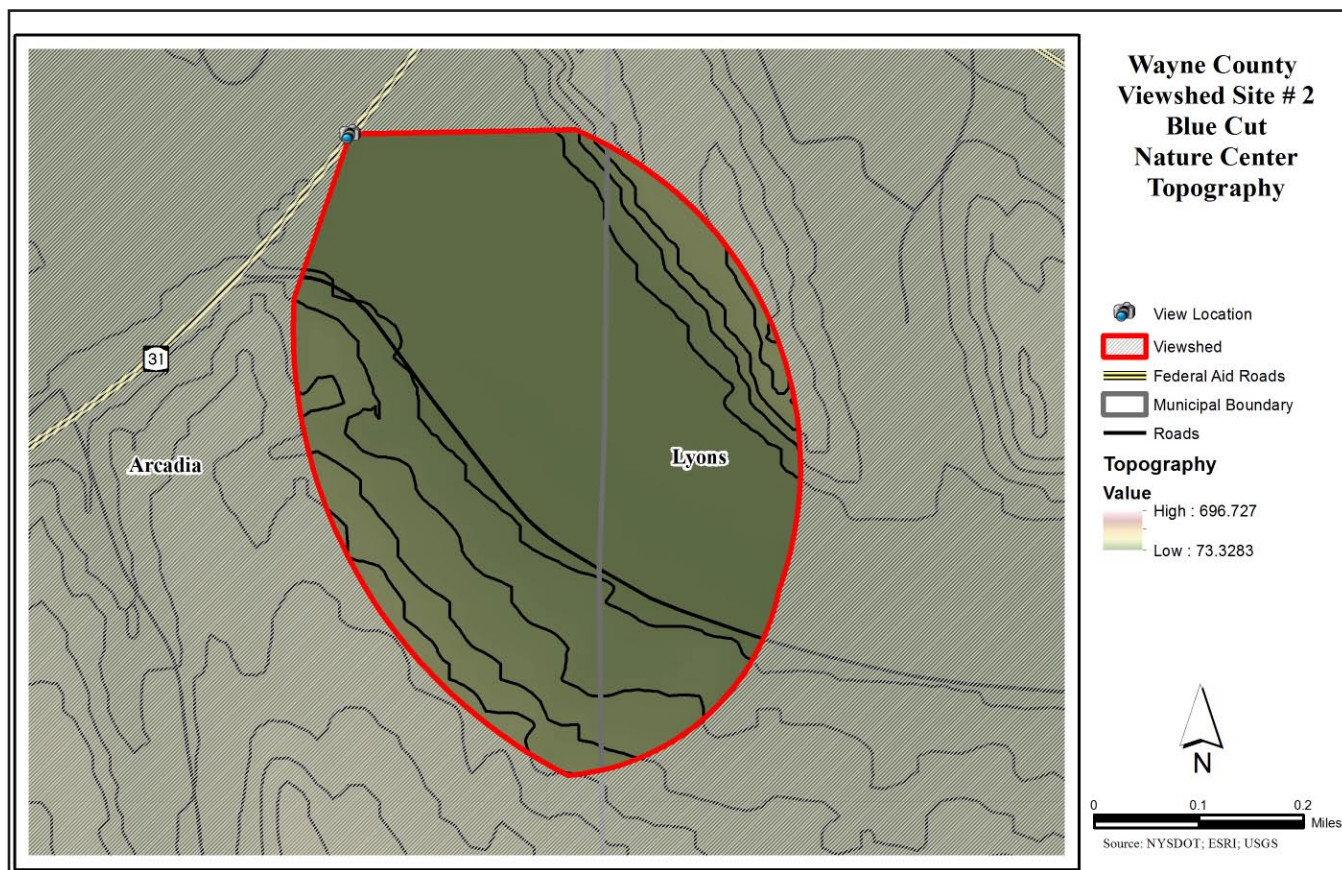 Wayne County
Viewshed Site # 2
Blue Cut
Nature Center
Topography
View Location
Viewshed
Federal Aid Roads
Municipal Boundary
Roads
Topography
Value
High : 696.727
Low : 73.3283
31
Arcadia
Lyons
N
0 0.1 0.2
Miles
Source: NYSDOT; ESRI; USGS